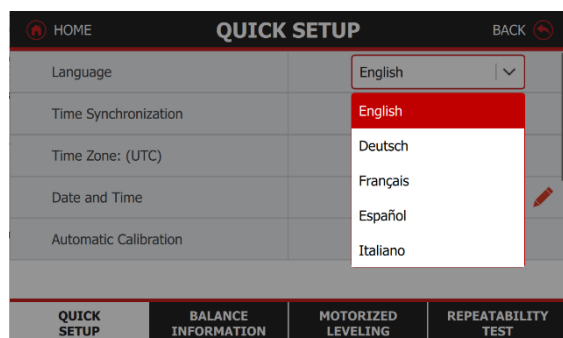 HOME
QUICK SETUP
BACK
Language
English
Time Synchronization
English
Time Zone: (UTC)
Deutsch
Français
Date and Time
Español
Automatic Calibration
Italiano
QUICK
SETUP
BALANCE
INFORMATION
MOTORIZED
LEVELING
REPEATABILITY
TEST